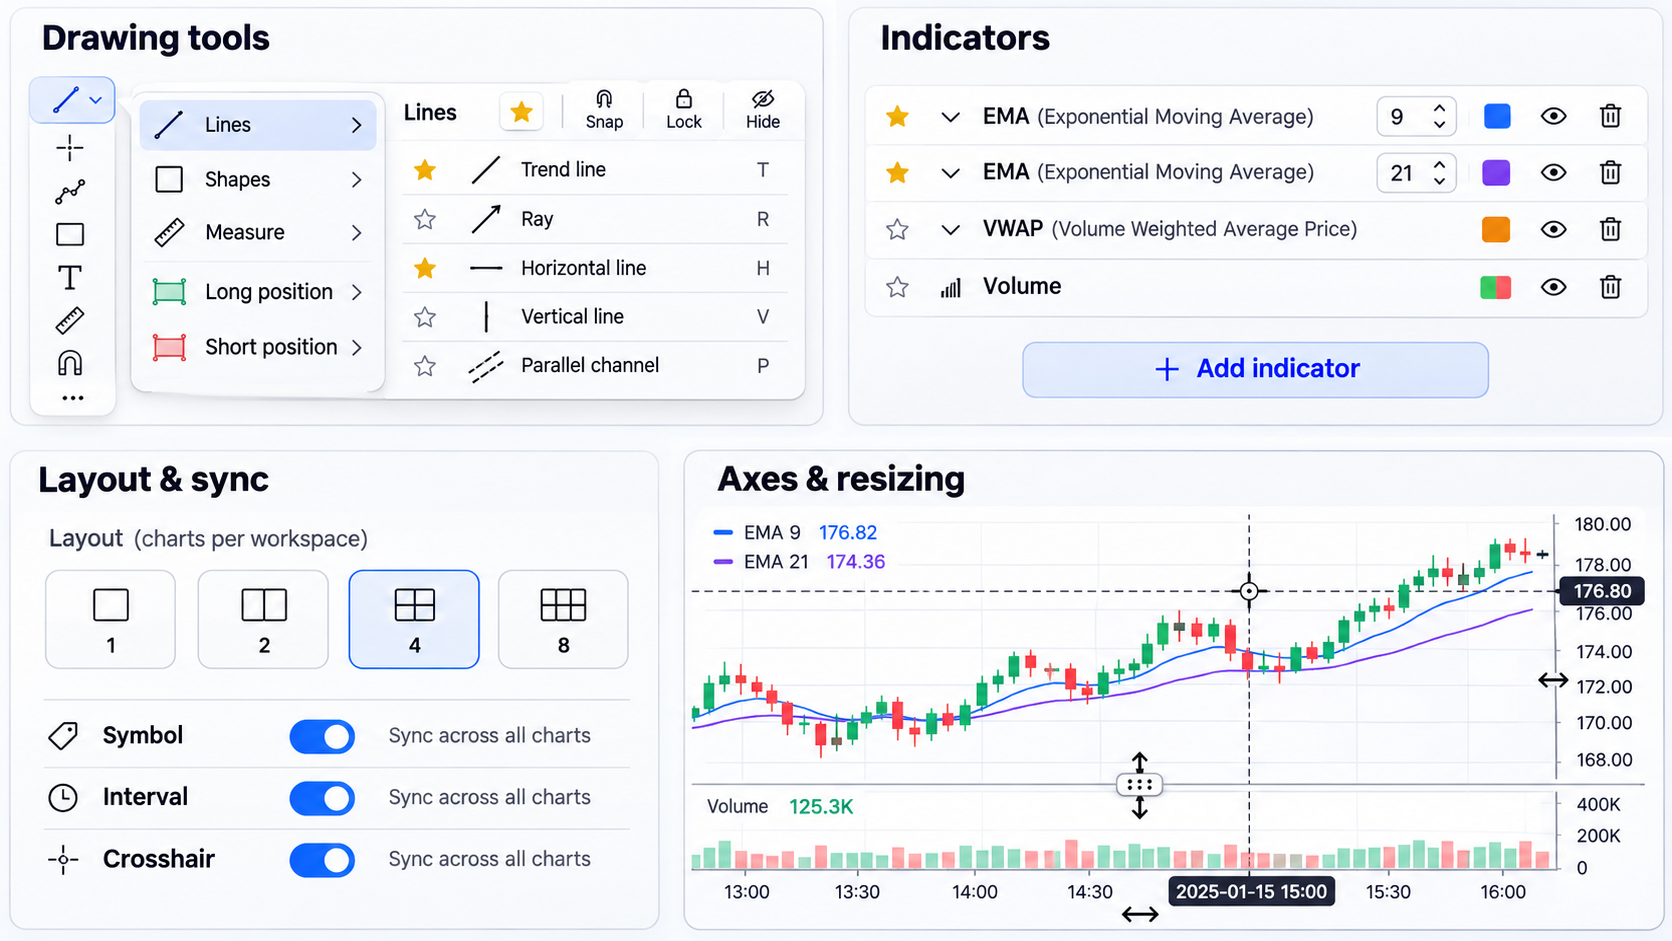 Drawing tools
Lines
Shapes
Measure
Long position
Short position
Lines
Snap
Lock
Hide
Trend line T
Ray R
Horizontal line H
Vertical line V
Parallel channel P
Indicators
EMA (Exponential Moving Average) 9
EMA (Exponential Moving Average) 21
VWAP (Volume Weighted Average Price)
Volume
+ Add indicator
Layout & sync
Layout (charts per workspace)
1 2 4 8
Symbol Sync across all charts
Interval Sync across all charts
Crosshair Sync across all charts
Axes & resizing
EMA 9 176.82
EMA 21 174.36
180.00
178.00
176.80
176.00
174.00
172.00
170.00
168.00
Volume 125.3K
400K
200K
0
13:00 13:30 14:00 14:30 2025-01-15 15:00 15:30 16:00